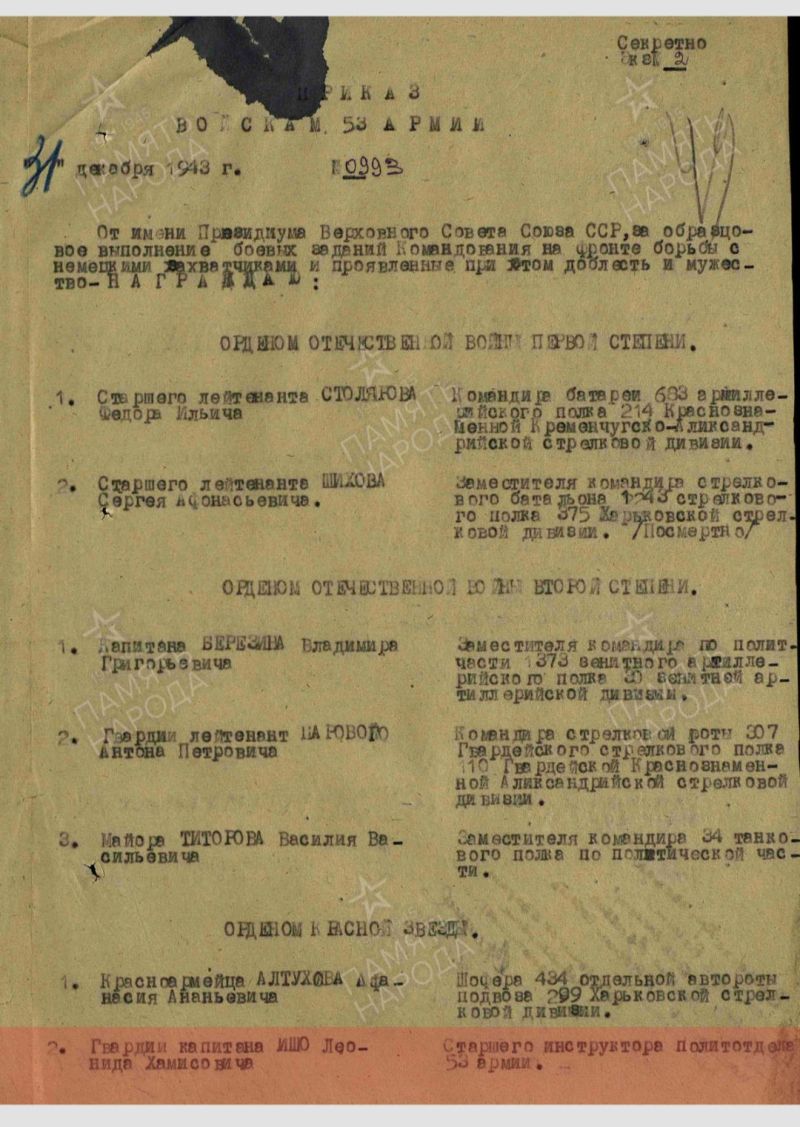 Секретно
экз. 2
ПРИКАЗ
ВОЙСКАМ 53 АРМИИ
"31" декабря 1943 г. №0993
От имени Президиума Верховного Совета Союза ССР, за образцо-
вое выполнение боевых заданий Командования на фронте борьбы с
немецкими захватчиками и проявленные при этом доблесть и мужес-
тво- НАГРАЖДАЮ:
ОРДЕНОМ ОТЕЧЕСТВЕННОЙ ВОЙНЫ ПЕРВОЙ СТЕПЕНИ.
1. Старшего лейтенанта СТОЛЯРОВА
Федора Ильича
Командира батареи 683 артилле-
рийского полка 214 Краснозна-
менной Кременчугско-Аликсанд-
рийской стрелковой дивизии.
2. Старшего лейтенанта ШИХОВА
Сергея Афонасьевича.
Заместителя командира стрелко-
вого батальона 1243 стрелково-
го полка 375 Харьковской стрел-
ковой дивизии. /Посмертно/
ОРДЕНОМ ОТЕЧЕСТВЕННОЙ ВОЙНЫ ВТОРОЙ СТЕПЕНИ.
1. Капитана БЕРЕЗИНА Владимира
Григорьевича
Заместителя командира по полит-
части 1373 зенитного артилле-
рийского полка 30 зенитной ар-
тиллерийской дивизии.
2. Гвардии лейтенант
Антона Петровича
Командира стрелковой роты 307
Гвардейского стрелкового полка
110 Гвардейской Краснознамен-
ной Аликсандрийской стрелковой
дивизии.
3. Майора ТИТОРОВА Василия Ва-
сильевича
Заместителя командира 34 танко-
вого полка по политической час-
ти.
ОРДЕНОМ КРАСНОЙ ЗВЕЗДЫ.
1. Красноармейца АЛТУХОВА Афа-
насия Ананьевича
Шофера 434 отдельной автороты
подвоза 299 Харьковской стрел-
ковой дивизии.
2. Гвардии капитана ИШО Лео-
нида Хамисовича
Старшего инструктора политотдела
53 армии.
ПАМЯТЬ
НАРОДА